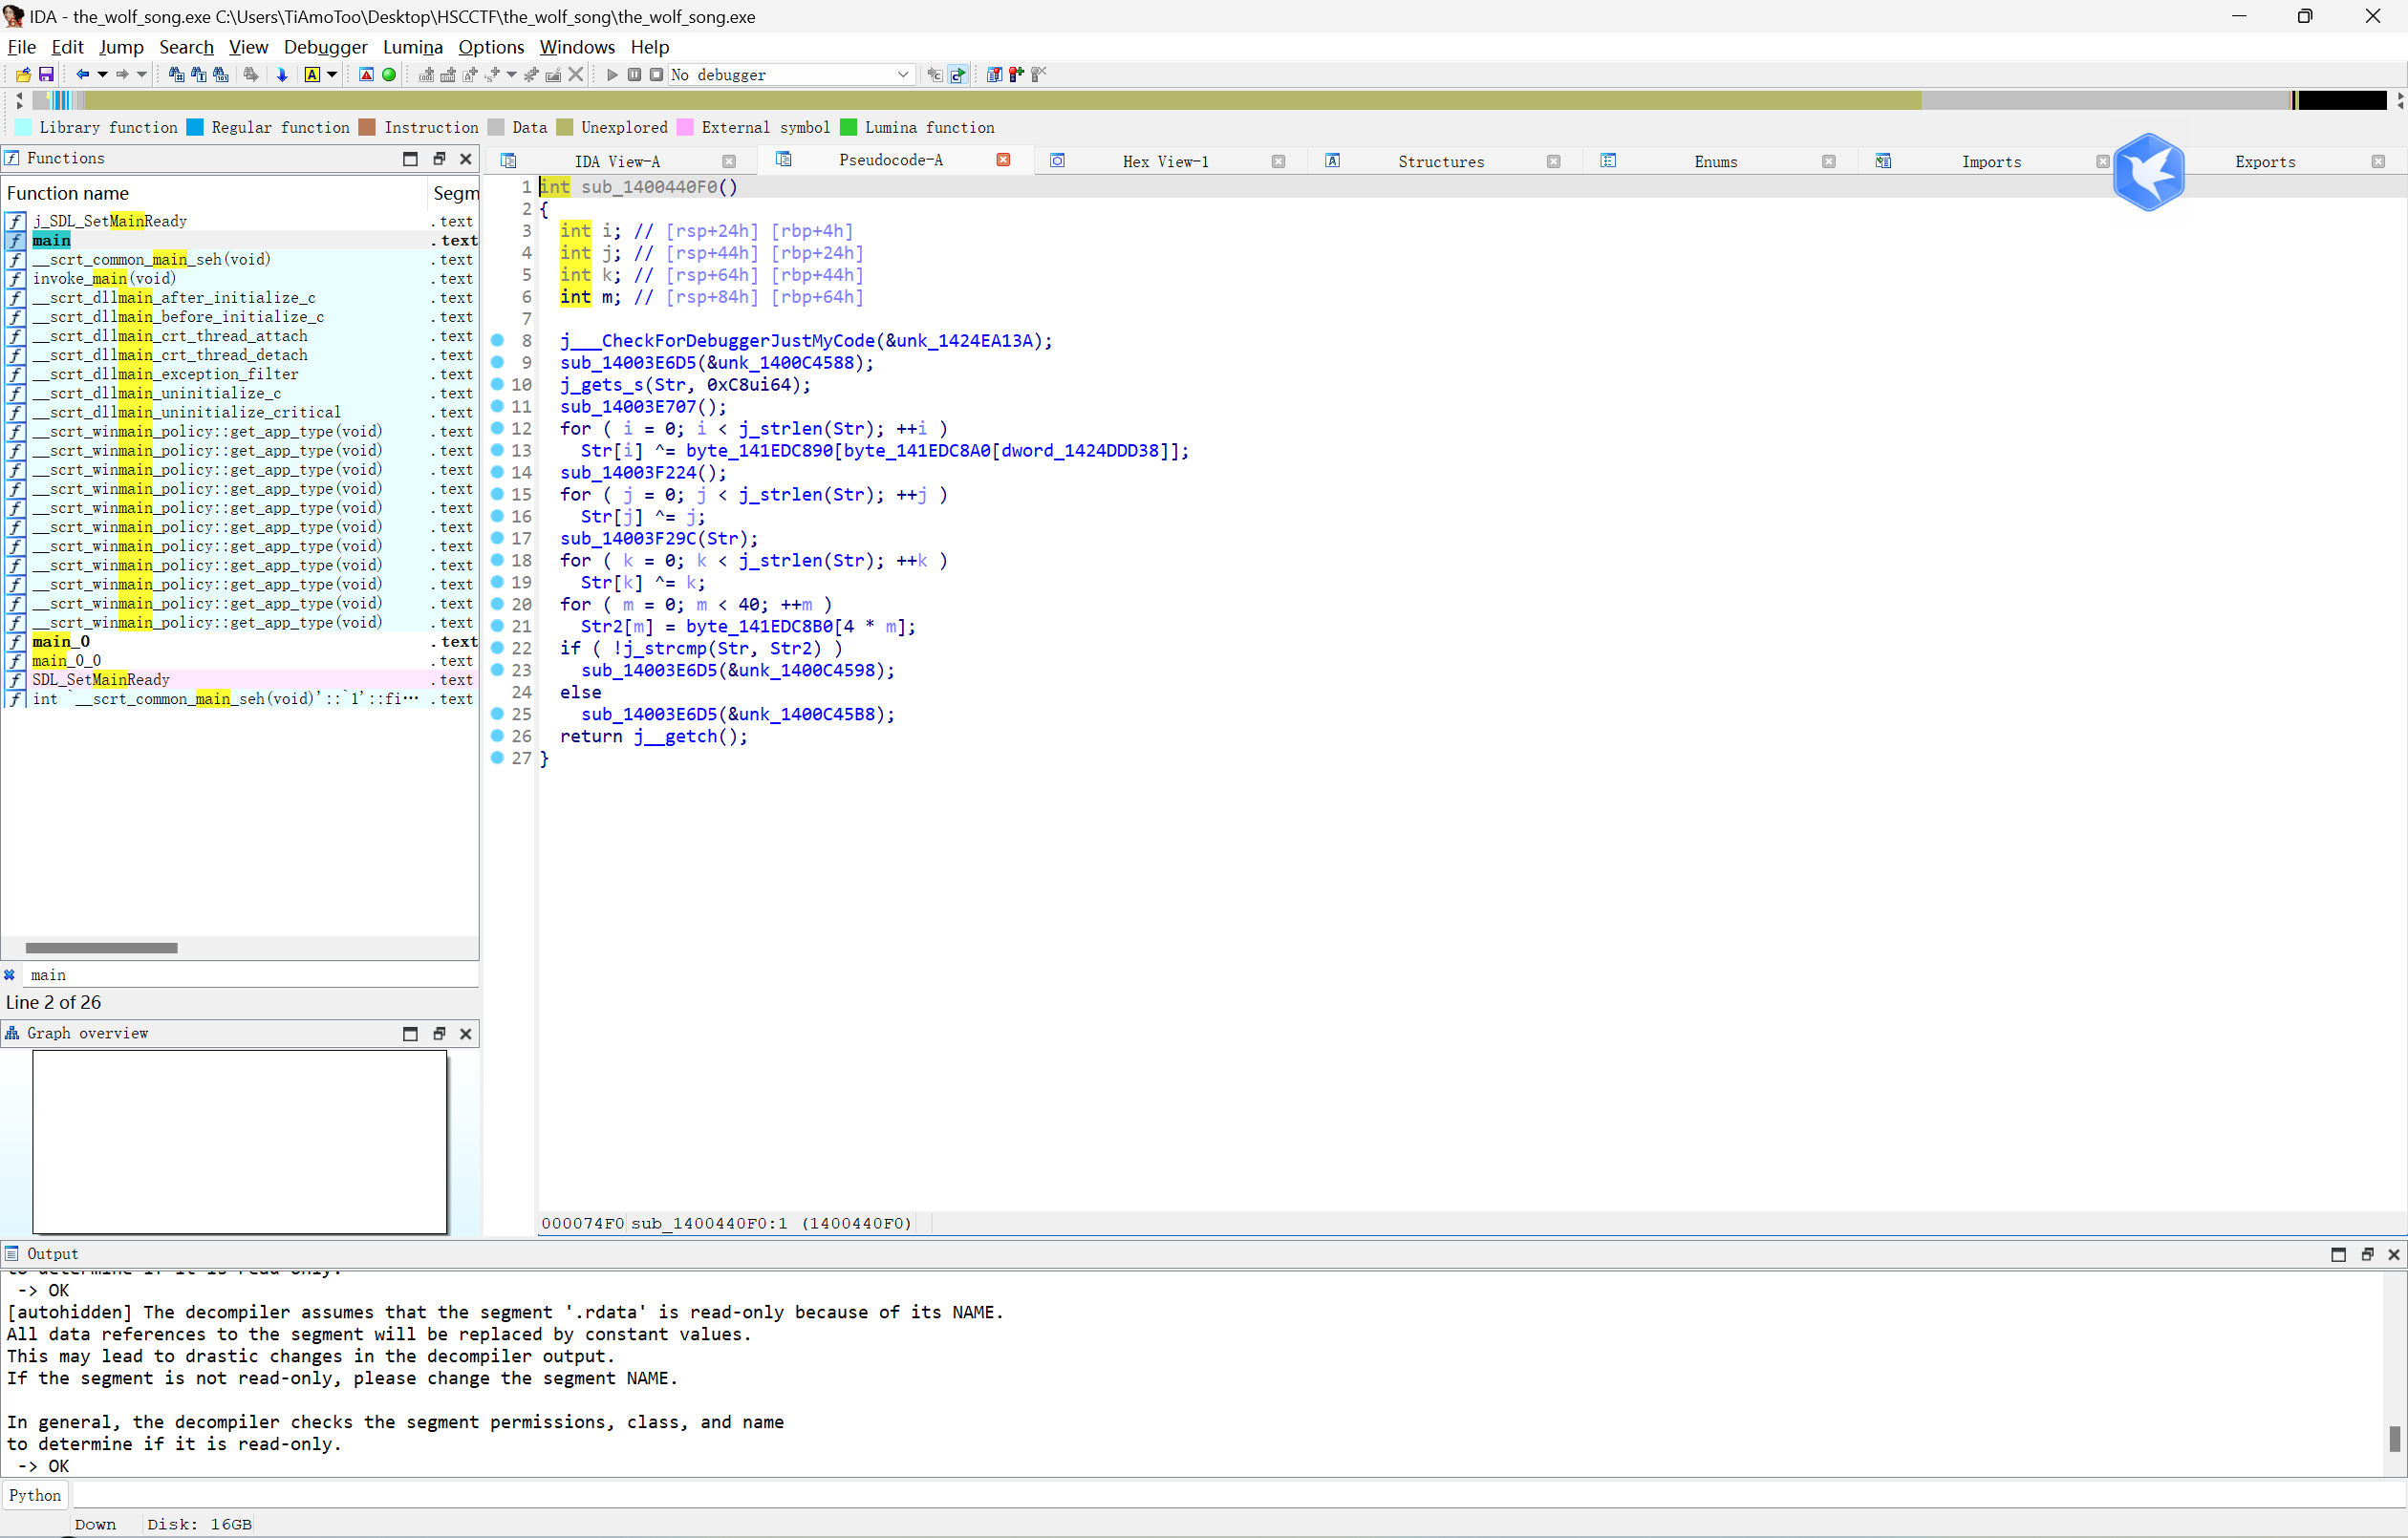 IDA - the_wolf_song.exe C:\Users\TiAmoToo\Desktop\HSCCTF\the_wolf_song\the_wolf_song.exe
File Edit Jump Search View Debugger Lumina Options Windows Help
No debugger
Library function Regular function Instruction Data Unexplored External symbol Lumina function
Functions
Function name Segm
j_SDL_SetMainReady .text
main .text
__scrt_common_main_seh(void) .text
invoke_main(void) .text
__scrt_dllmain_after_initialize_c .text
__scrt_dllmain_before_initialize_c .text
__scrt_dllmain_crt_thread_attach .text
__scrt_dllmain_crt_thread_detach .text
__scrt_dllmain_exception_filter .text
__scrt_dllmain_uninitialize_c .text
__scrt_dllmain_uninitialize_critical .text
__scrt_winmain_policy::get_app_type(void) .text
__scrt_winmain_policy::get_app_type(void) .text
__scrt_winmain_policy::get_app_type(void) .text
__scrt_winmain_policy::get_app_type(void) .text
__scrt_winmain_policy::get_app_type(void) .text
__scrt_winmain_policy::get_app_type(void) .text
__scrt_winmain_policy::get_app_type(void) .text
__scrt_winmain_policy::get_app_type(void) .text
__scrt_winmain_policy::get_app_type(void) .text
__scrt_winmain_policy::get_app_type(void) .text
__scrt_winmain_policy::get_app_type(void) .text
main_0 .text
main_0_0 .text
SDL_SetMainReady .text
int `__scrt_common_main_seh(void)'::`1'::fi… .text
main
Line 2 of 26
Graph overview
IDA View-A Pseudocode-A Hex View-1 Structures Enums Imports Exports
1 int sub_1400440F0()
2 {
3 int i; // [rsp+24h] [rbp+4h]
4 int j; // [rsp+44h] [rbp+24h]
5 int k; // [rsp+64h] [rbp+44h]
6 int m; // [rsp+84h] [rbp+64h]
7
8 j___CheckForDebuggerJustMyCode(&unk_1424EA13A);
9 sub_14003E6D5(&unk_1400C4588);
10 j_gets_s(Str, 0xC8ui64);
11 sub_14003E707();
12 for ( i = 0; i < j_strlen(Str); ++i )
13 Str[i] ^= byte_141EDC890[byte_141EDC8A0[dword_1424DDD38]];
14 sub_14003F224();
15 for ( j = 0; j < j_strlen(Str); ++j )
16 Str[j] ^= j;
17 sub_14003F29C(Str);
18 for ( k = 0; k < j_strlen(Str); ++k )
19 Str[k] ^= k;
20 for ( m = 0; m < 40; ++m )
21 Str2[m] = byte_141EDC8B0[4 * m];
22 if ( !j_strcmp(Str, Str2) )
23 sub_14003E6D5(&unk_1400C4598);
24 else
25 sub_14003E6D5(&unk_1400C45B8);
26 return j__getch();
27 }
000074F0 sub_1400440F0:1 (1400440F0)
Output
to determine if it is read-only.
-> OK
[autohidden] The decompiler assumes that the segment '.rdata' is read-only because of its NAME.
All data references to the segment will be replaced by constant values.
This may lead to drastic changes in the decompiler output.
If the segment is not read-only, please change the segment NAME.
In general, the decompiler checks the segment permissions, class, and name
to determine if it is read-only.
-> OK
Python
Down Disk: 16GB